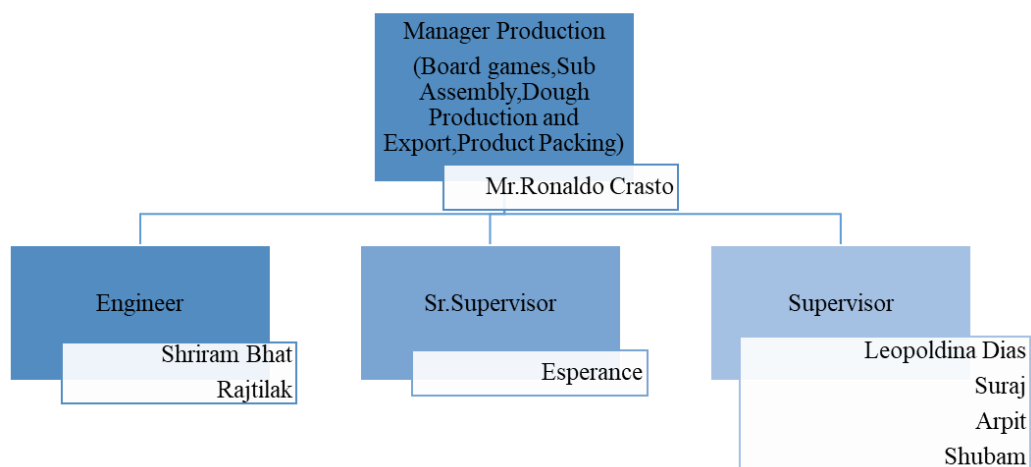 Manager Production
(Board games,Sub
Assembly,Dough
Production and
Export,Product Packing)
Mr.Ronaldo Crasto
Engineer
Shriram Bhat
Rajtilak
Sr.Supervisor
Esperance
Supervisor
Leopoldina Dias
Suraj
Arpit
Shubam